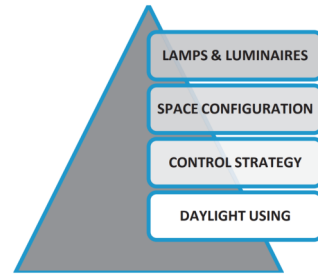 LAMPS & LUMINAIRES
SPACE CONFIGURATION
CONTROL STRATEGY
DAYLIGHT USING